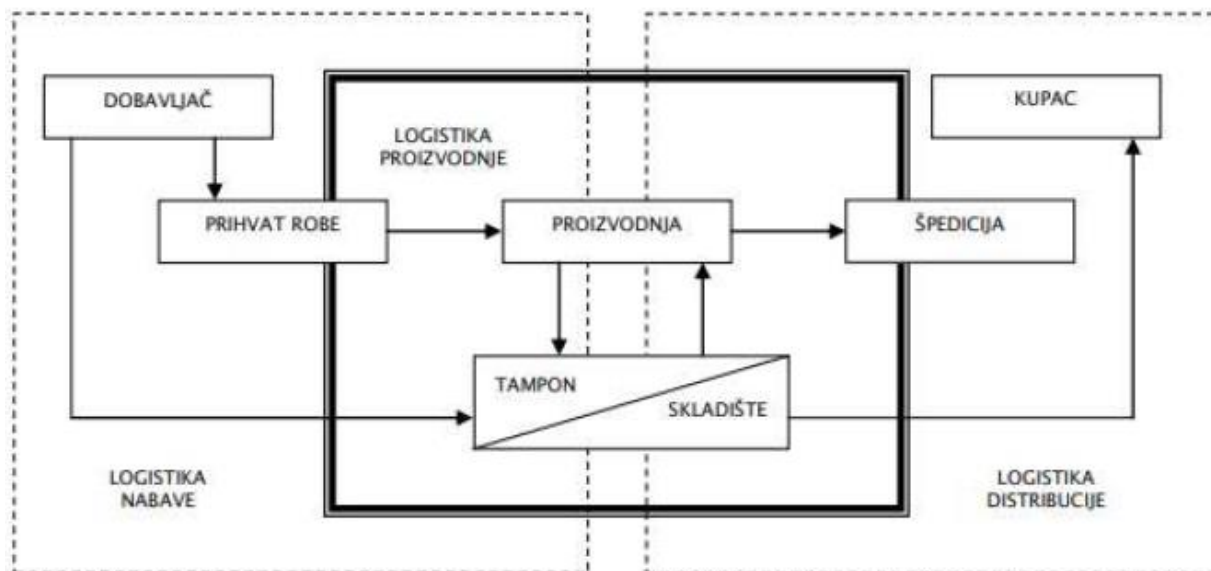 DOBAVLJAČ
KUPAC
LOGISTIKA
PROIZVODNJE
PRIHVAT ROBE
PROIZVODNJA
ŠPEDICIJA
TAMPON
SKLADIŠTE
LOGISTIKA
NABAVE
LOGISTIKA
DISTRIBUCIJE